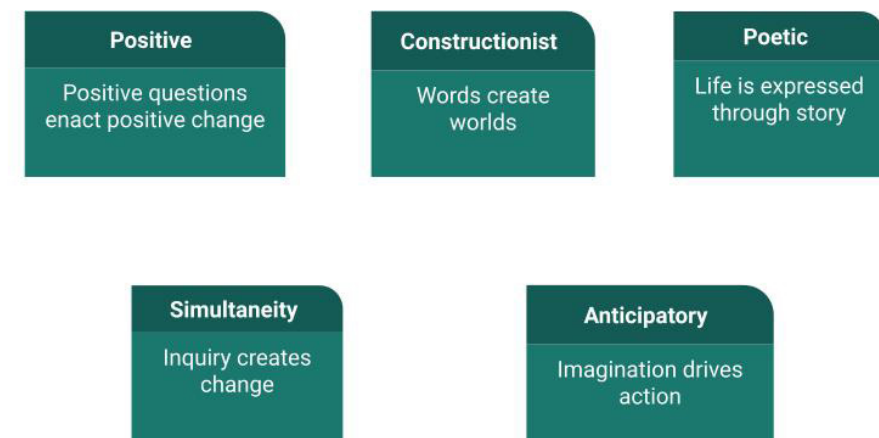 Positive
Positive questions
enact positive change
Constructionist
Words create
worlds
Poetic
Life is expressed
through story
Simultaneity
Inquiry creates
change
Anticipatory
Imagination drives
action